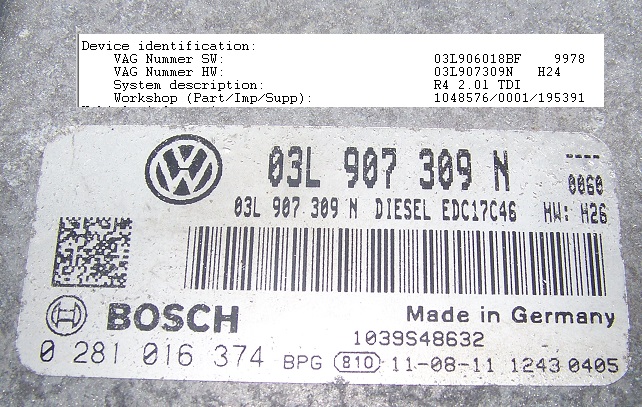 Device identification:
VAG Nummer SW: 03L906018BF 9978
VAG Nummer HW: 03L907309N H24
System description: R4 2.0l TDI
Workshop (Part/Imp/Supp): 1048576/0001/195391
03L 907 309 N ----
0060
03L 907 309 N DIESEL EDC17C46 HW: H26
BOSCH Made in Germany
1039S48632
0 281 016 374 BPG 810 11-08-11 1243 0405